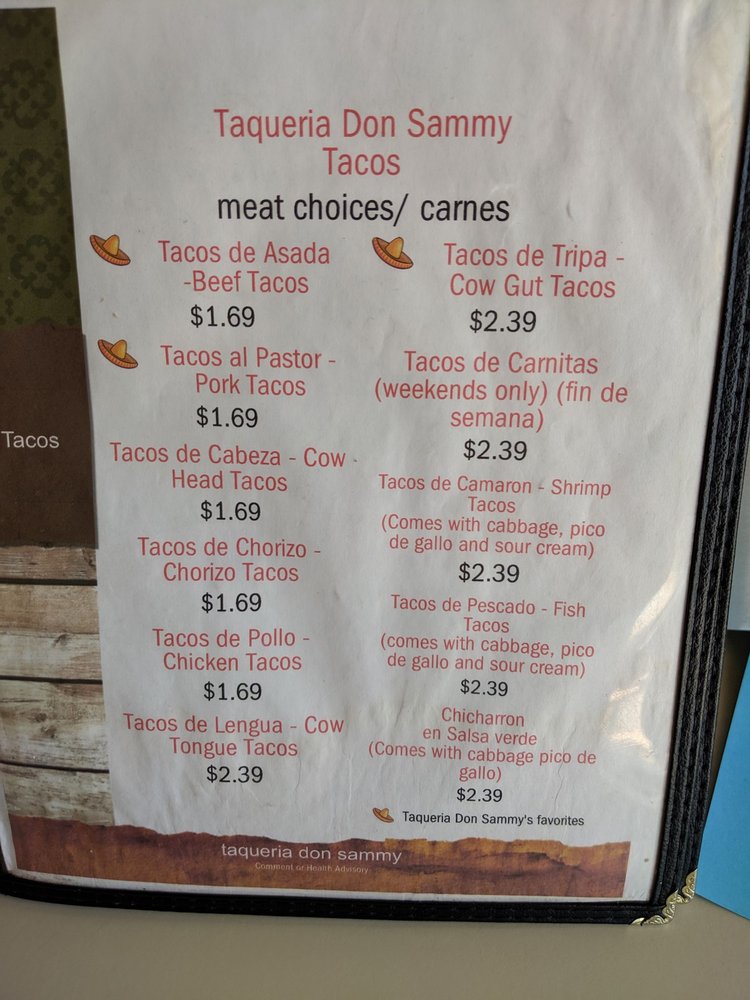 Taqueria Don Sammy
Tacos
meat choices/ carnes
Tacos de Asada
-Beef Tacos
$1.69
Tacos al Pastor -
Pork Tacos
$1.69
Tacos de Cabeza - Cow -
Head Tacos
$1.69
Tacos de Chorizo -
Chorizo Tacos
$1.69
Tacos de Pollo -
Chicken Tacos
$1.69
Tacos de Lengua - Cow
Tongue Tacos
$2.39
Tacos de Tripa -
Cow Gut Tacos
$2.39
Tacos de Carnitas
(weekends only) (fin de
semana)
$2.39
Tacos de Camaron - Shrimp
Tacos
(Comes with cabbage, pico
de gallo and sour cream)
$2.39
Tacos de Pescado - Fish
Tacos
(comes with cabbage, pico
de gallo and sour cream)
$2.39
Chicharron
en Salsa verde
(Comes with cabbage pico de
gallo)
$2.39
Taqueria Don Sammy's favorites
taqueria don sammy
Comment or Health Advisory
Tacos